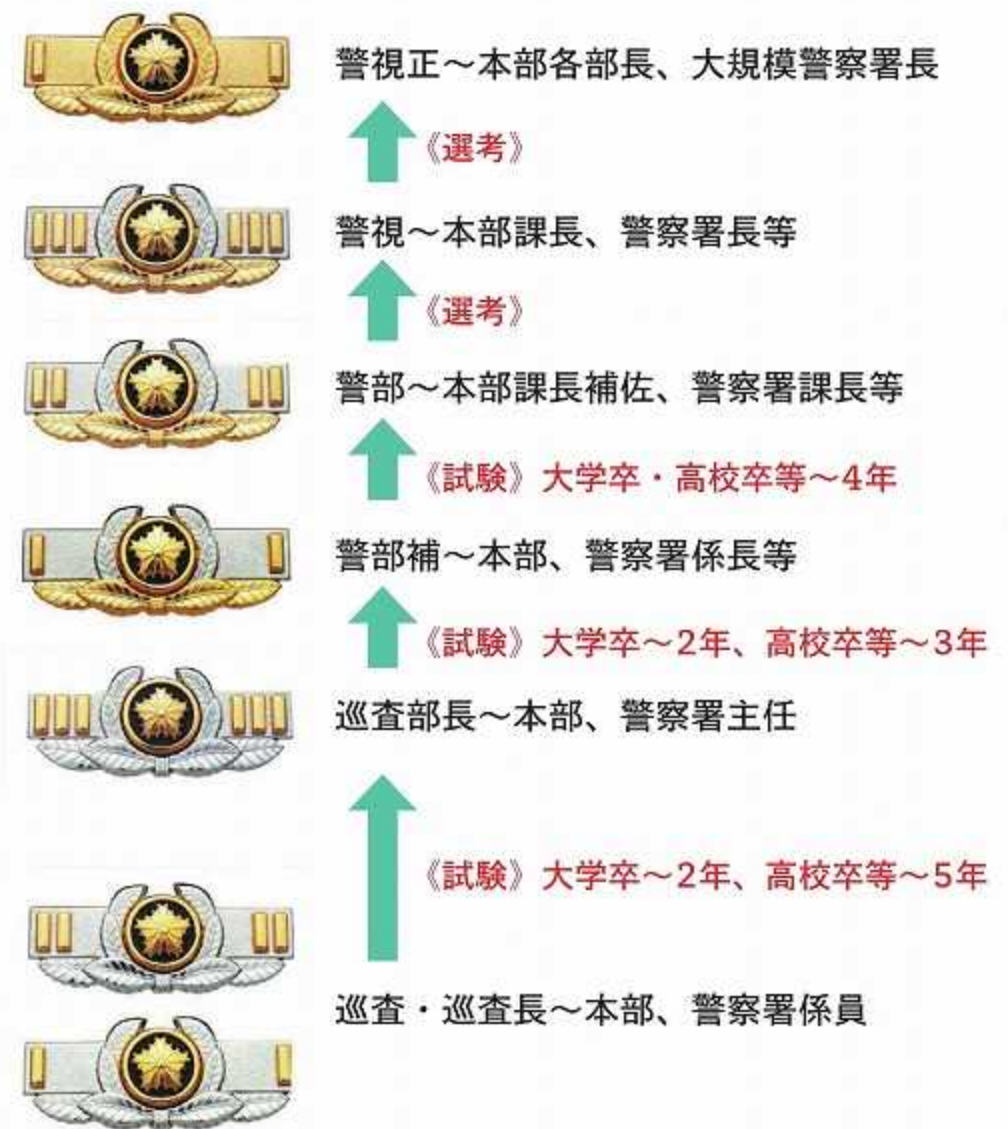 警視正～本部各部長、大規模警察署長
《選考》
警視～本部課長、警察署長等
《選考》
警部～本部課長補佐、警察署課長等
《試験》大学卒・高校卒等～4年
警部補～本部、警察署係長等
《試験》大学卒～2年、高校卒等～3年
巡査部長～本部、警察署主任
《試験》大学卒～2年、高校卒等～5年
巡査・巡査長～本部、警察署係員